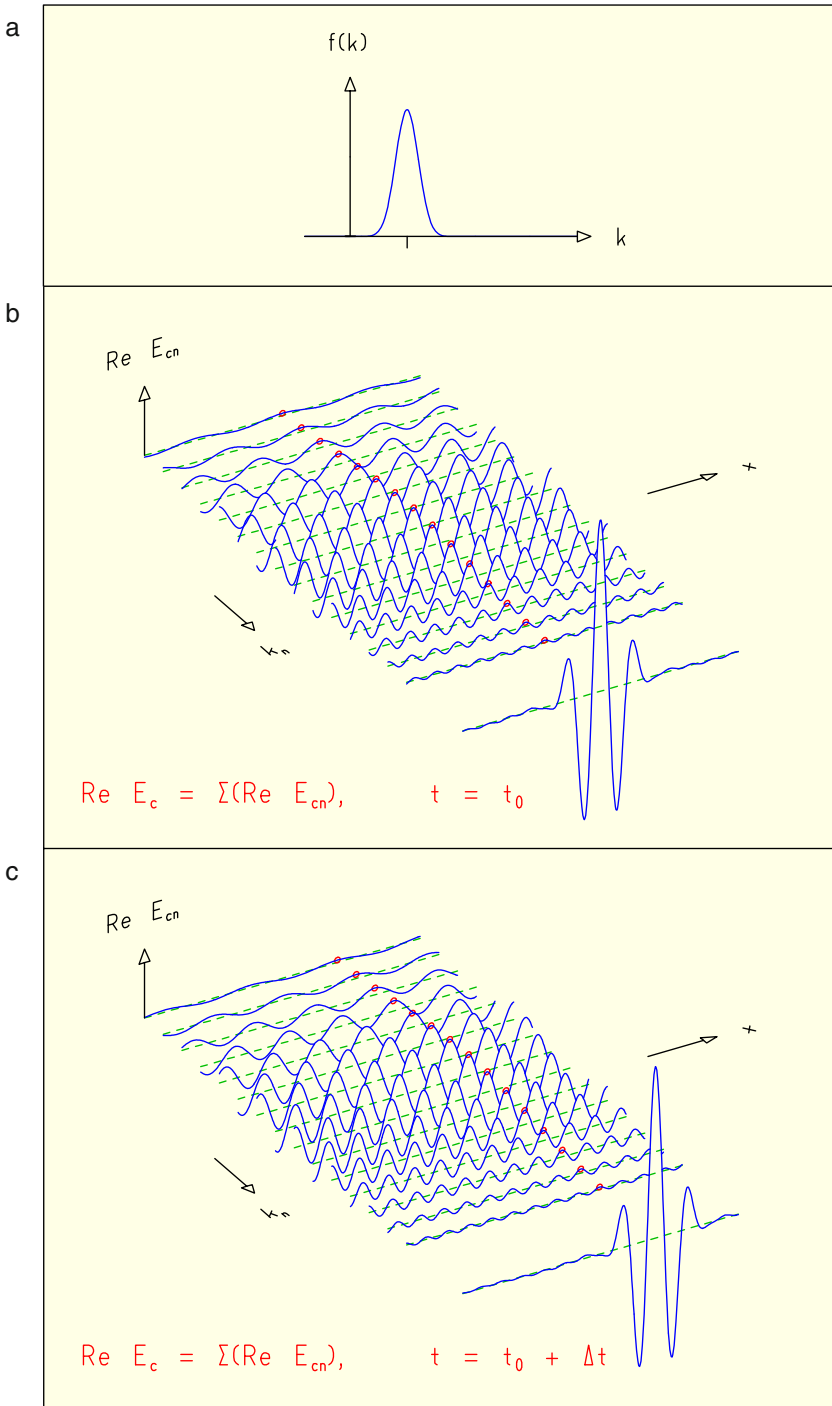 a
f(k)
k
b
Re E_cn
x
k_n
Re E_c = Σ(Re E_cn), t = t_0
c
Re E_cn
x
k_n
Re E_c = Σ(Re E_cn), t = t_0 + Δt